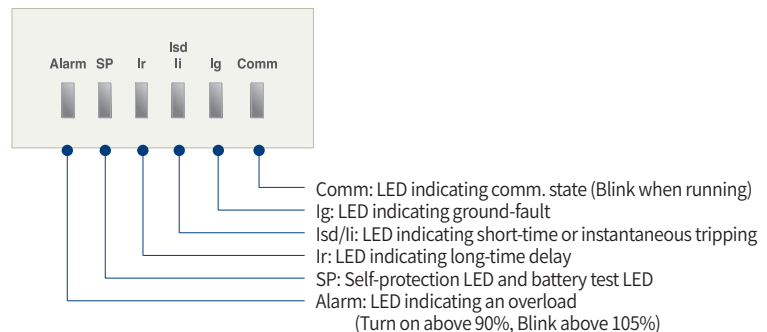 Isd
Alarm SP Ir Ii Ig Comm
Comm: LED indicating comm. state (Blink when running)
Ig: LED indicating ground-fault
Isd/Ii: LED indicating short-time or instantaneous tripping
Ir: LED indicating long-time delay
SP: Self-protection LED and battery test LED
Alarm: LED indicating an overload
(Turn on above 90%, Blink above 105%)